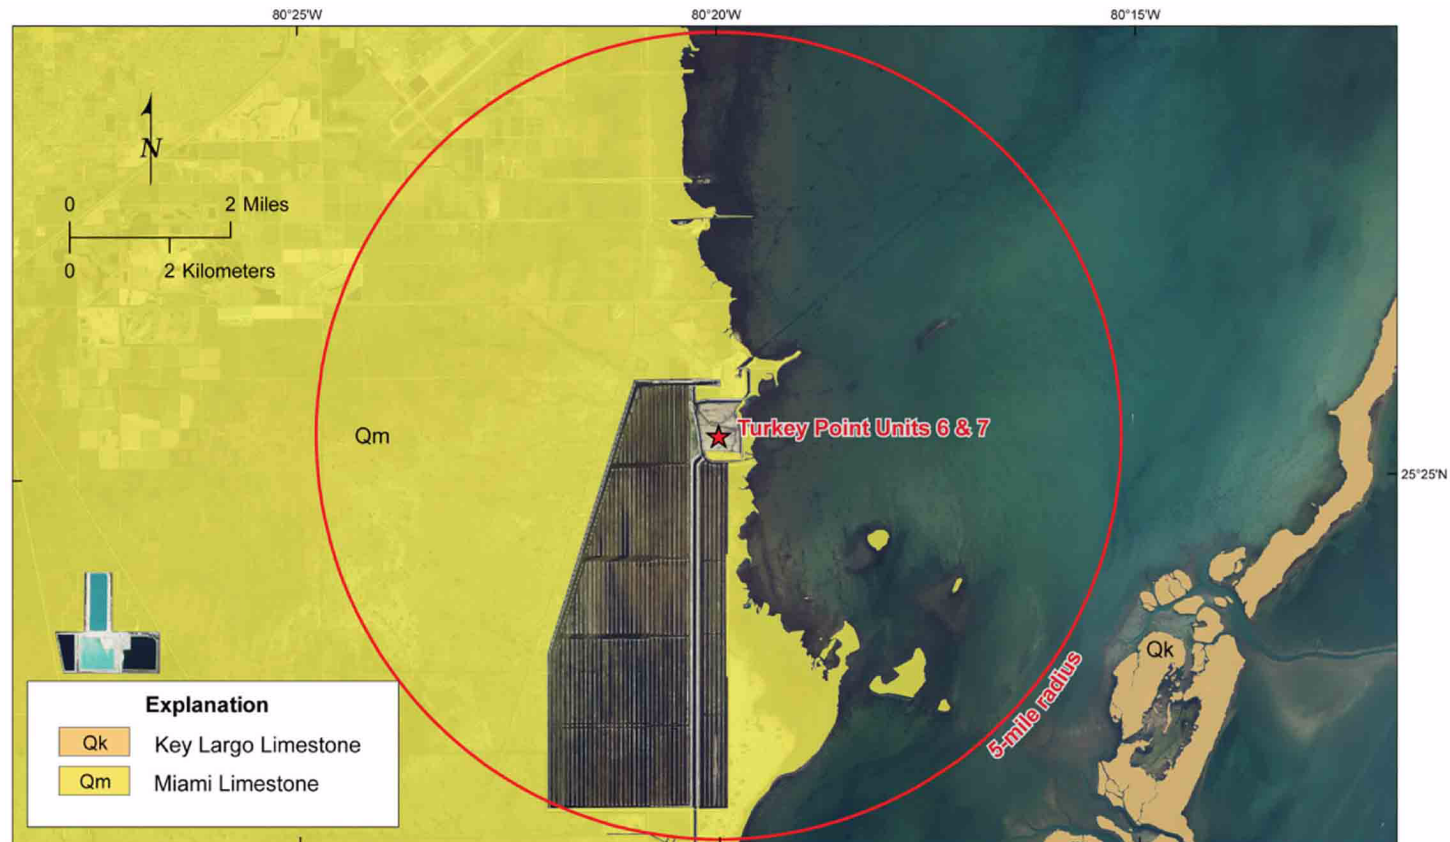 80°25'W
80°20'W
80°15'W
N
0
2 Miles
0
2 Kilometers
Qm
Turkey Point Units 6 & 7
25°25'N
Qk
5-mile radius
Explanation
Qk Key Largo Limestone
Qm Miami Limestone